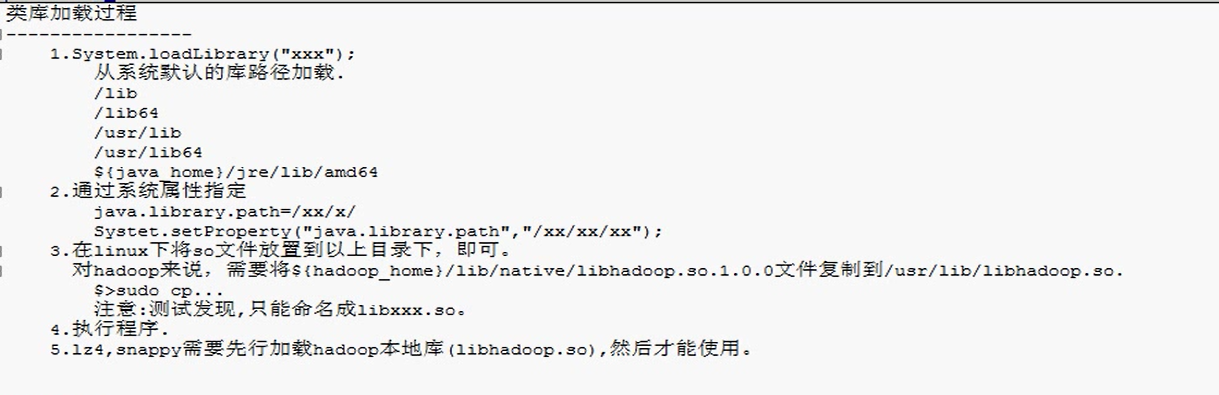 类库加载过程
-----------------
1.System.loadLibrary("xxx");
从系统默认的库路径加载.
/lib
/lib64
/usr/lib
/usr/lib64
${java_home}/jre/lib/amd64
2.通过系统属性指定
java.library.path=/xx/x/
Systet.setProperty("java.library.path","/xx/xx/xx");
3.在linux下将so文件放置到以上目录下，即可。
对hadoop来说，需要将${hadoop_home}/lib/native/libhadoop.so.1.0.0文件复制到/usr/lib/libhadoop.so.
$>sudo cp...
注意:测试发现,只能命名成libxxx.so。
4.执行程序.
5.lz4,snappy需要先行加载hadoop本地库(libhadoop.so),然后才能使用。